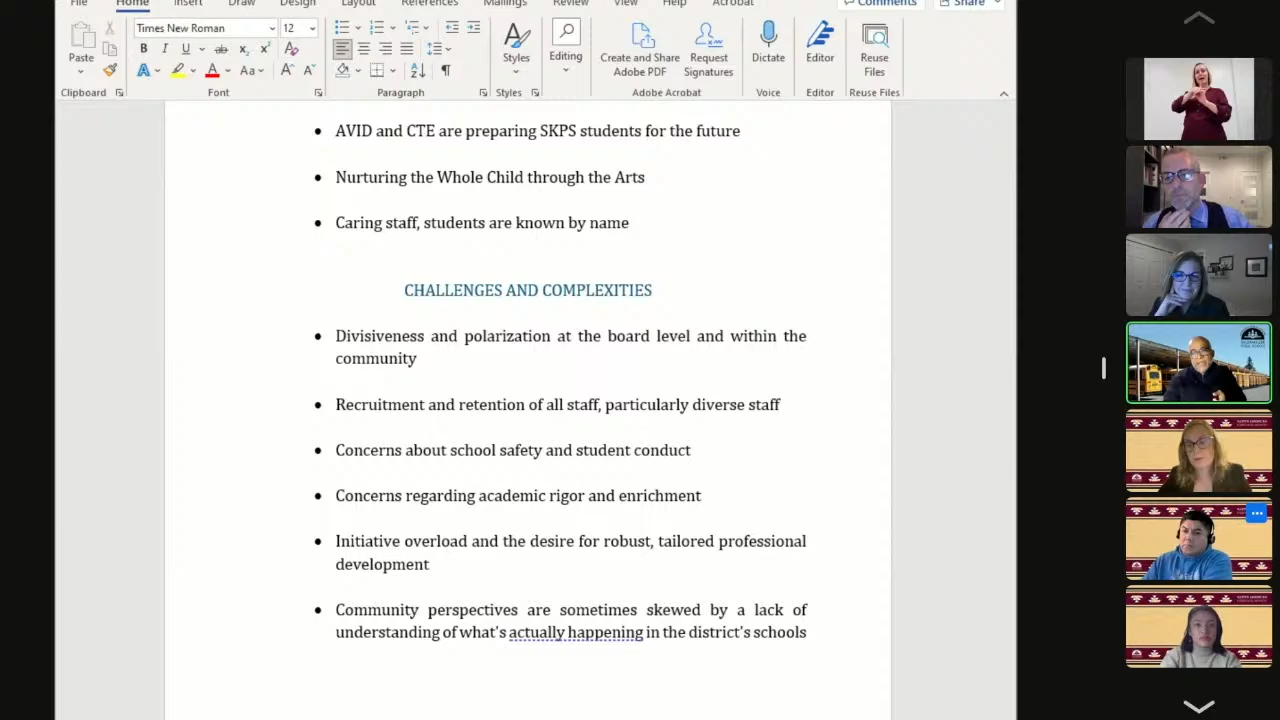 File Home Insert Draw Design Layout References Mailings Review View Help Acrobat Comments Share
Times New Roman 12
Paste
B I U ab x₂ x² A
A A Aa A A
Styles
Editing
Create and Share Adobe PDF
Request Signatures
Dictate
Editor
Reuse Files
Clipboard Font Paragraph Styles Adobe Acrobat Voice Editor Reuse Files
• AVID and CTE are preparing SKPS students for the future
• Nurturing the Whole Child through the Arts
• Caring staff, students are known by name
CHALLENGES AND COMPLEXITIES
• Divisiveness and polarization at the board level and within the
community
• Recruitment and retention of all staff, particularly diverse staff
• Concerns about school safety and student conduct
• Concerns regarding academic rigor and enrichment
• Initiative overload and the desire for robust, tailored professional
development
• Community perspectives are sometimes skewed by a lack of
understanding of what's actually happening in the district's schools